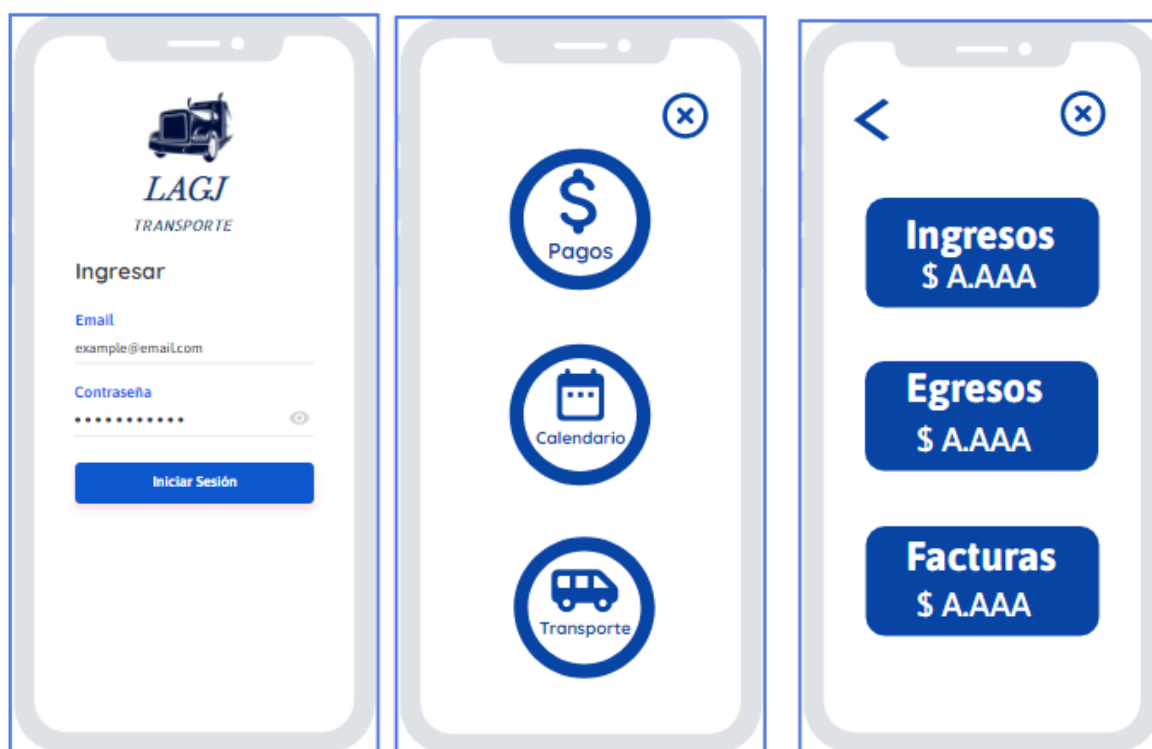 LAGJ
TRANSPORTE
Ingresar
Email
example@email.com
Contraseña
Iniciar Sesión
$
Pagos
Calendario
Transporte
Ingresos
$ A.AAA
Egresos
$ A.AAA
Facturas
$ A.AAA